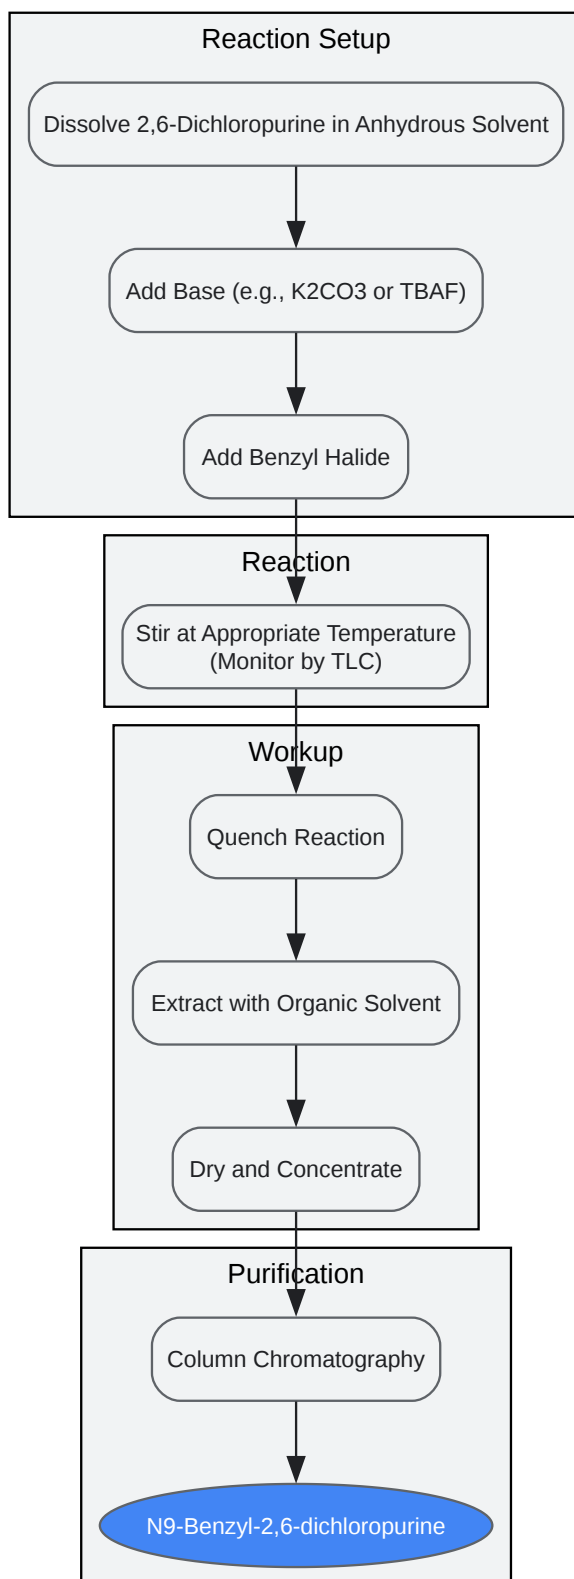 Reaction Setup
Dissolve 2,6-Dichloropurine in Anhydrous Solvent
Add Base (e.g., K2CO3 or TBAF)
Add Benzyl Halide
Reaction
Stir at Appropriate Temperature
(Monitor by TLC)
Workup
Quench Reaction
Extract with Organic Solvent
Dry and Concentrate
Purification
Column Chromatography
N9-Benzyl-2,6-dichloropurine